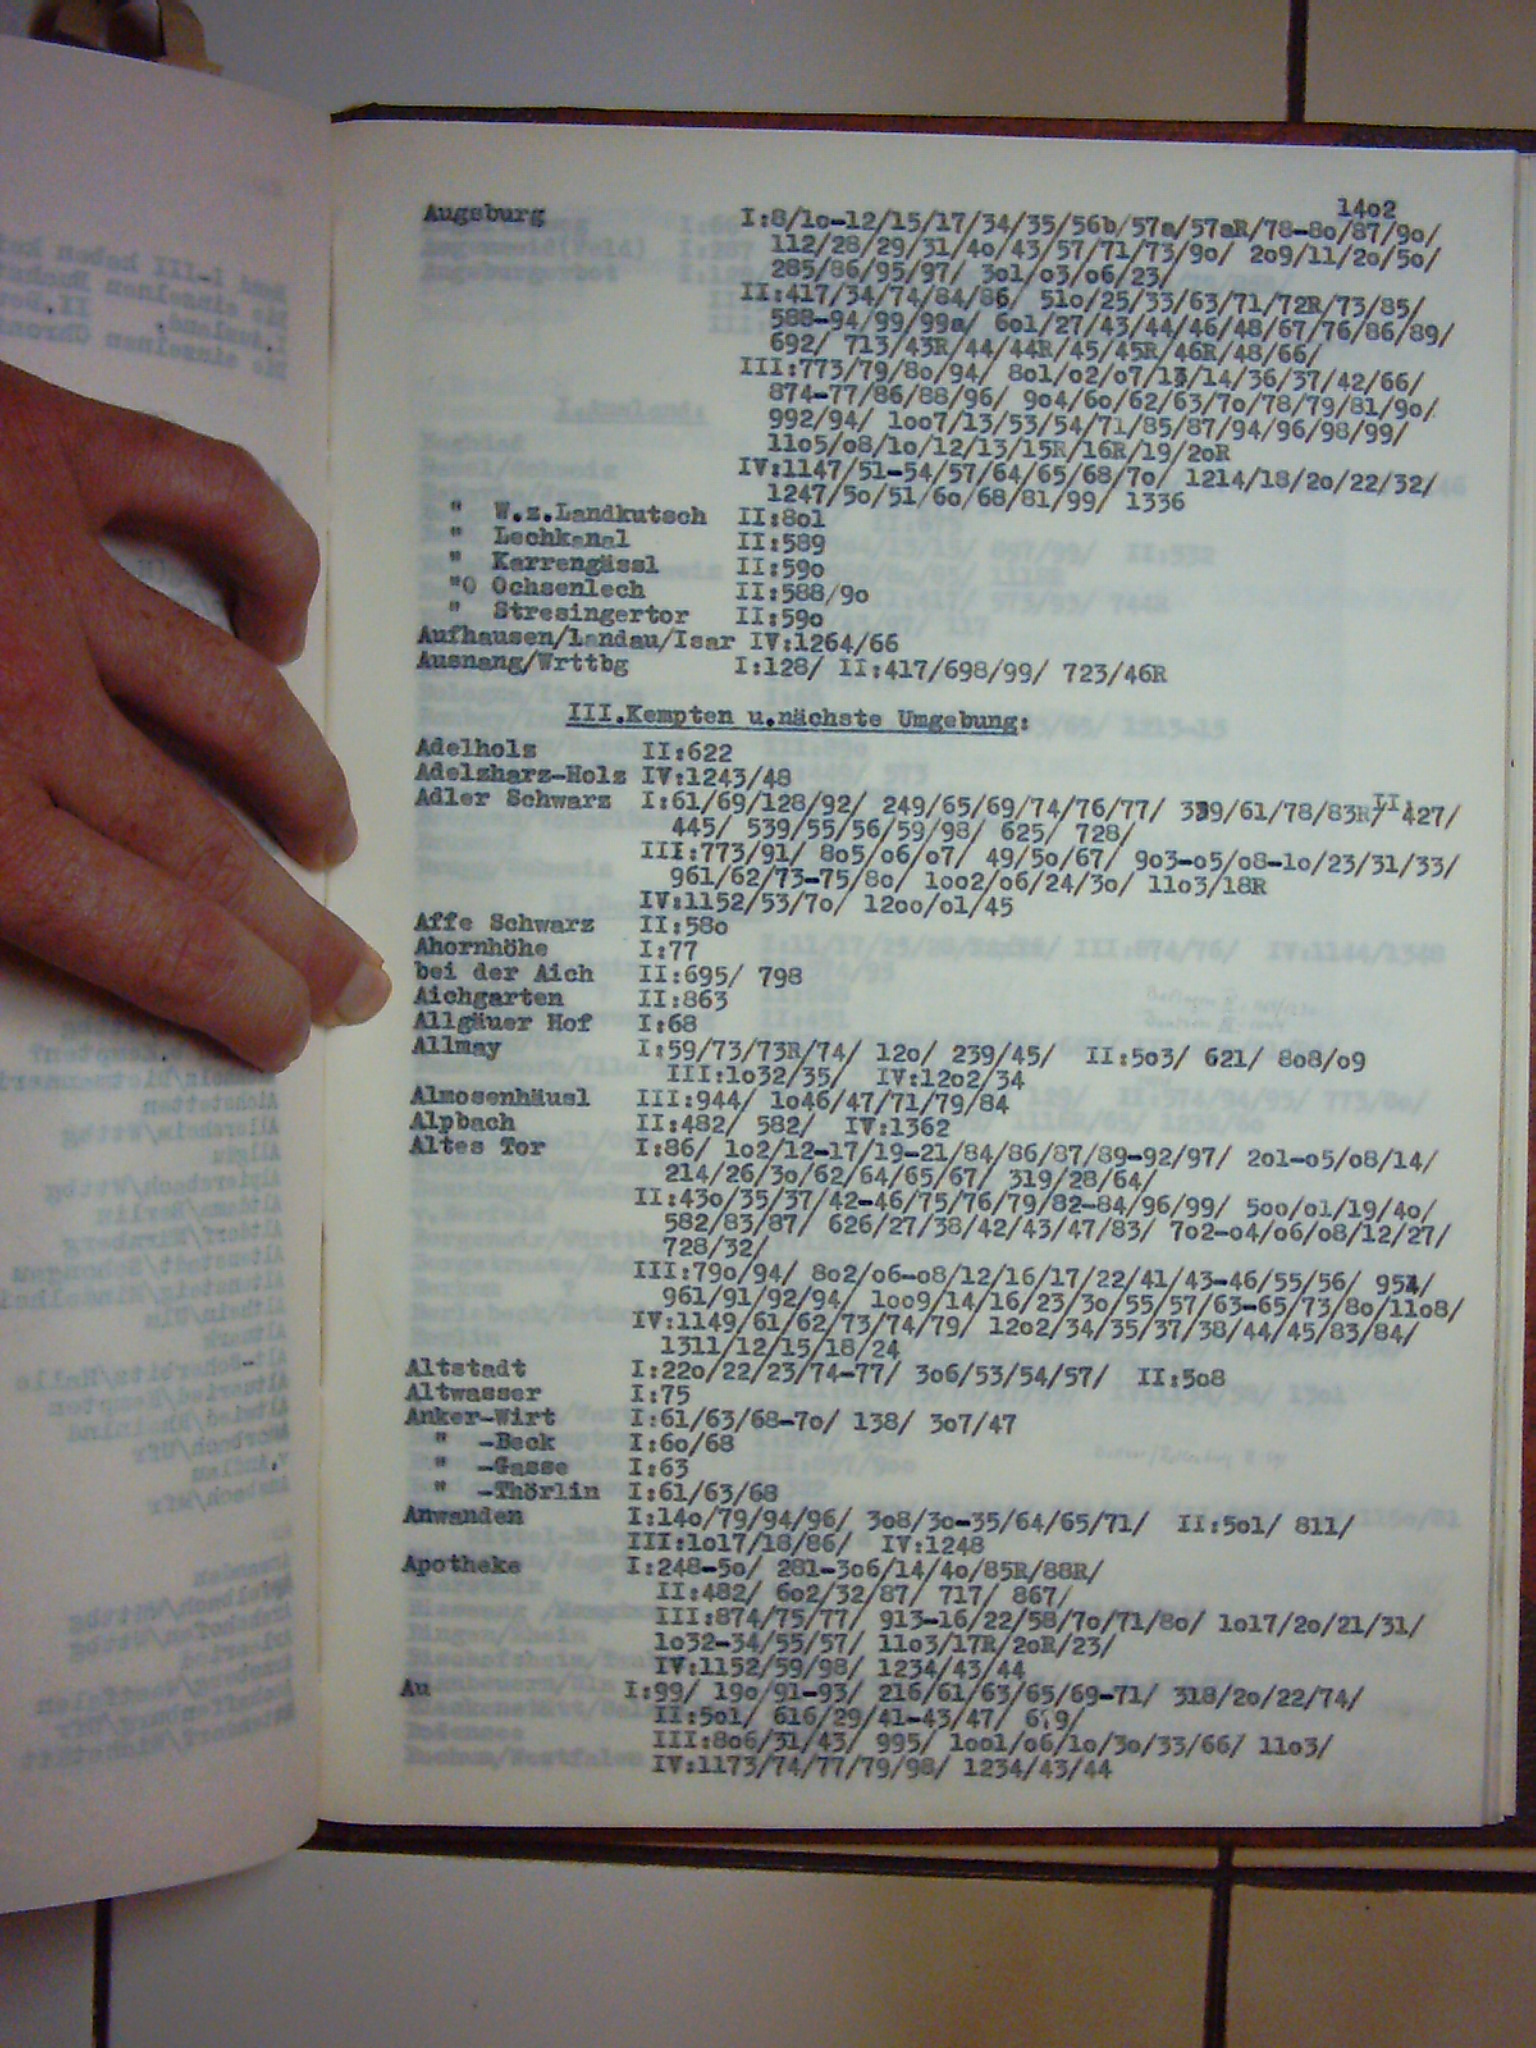 1402
Augsburg I:8/1o-12/15/17/34/35/56b/57a/57aR/78-8o/87/9o/
112/28/29/31/4o/43/57/71/73/9o/ 2o9/11/2o/5o/
285/86/95/97/ 3o1/o3/o6/23/
II:417/34/74/84/86/ 51o/25/33/63/71/72R/73/85/
588-94/99/99a/ 6o1/27/43/44/46/48/67/76/86/89/
692/ 713/43R/44/44R/45/45R/46R/48/66/
III:773/79/8o/94/ 8o1/o2/o7/13/14/36/37/42/66/
874-77/86/88/96/ 9o4/6o/62/63/7o/78/79/81/9o/
992/94/ 1oo7/13/53/54/71/85/87/94/96/98/99/
11o5/o8/1o/12/13/15R/16R/19/2oR
IV:1147/51-54/57/64/65/68/7o/ 1214/18/2o/22/32/
1247/5o/51/6o/68/81/99/ 1336
" W.z.Landkutsch II:8o1
" Lechkanal II:589
" Karrengässl II:59o
"O Ochsenlech II:588/9o
" Stresingertor II:59o
Aufhausen/Landau/Isar IV:1264/66
Ausnang/Wrttbg I:128/ II:417/698/99/ 723/46R
III.Kempten u.nächste Umgebung:
Adelholz II:622
Adelzharz-Holz IV:1243/48
Adler Schwarz I:61/69/128/92/ 249/65/69/74/76/77/ 339/61/78/83R/II:427/
445/ 539/55/56/59/98/ 625/ 728/
III:773/91/ 8o5/o6/o7/ 49/5o/67/ 9o3-o5/o8-1o/23/31/33/
961/62/73-75/8o/ 1oo2/o6/24/3o/ 11o3/18R
IV:1152/53/7o/ 12oo/o1/45
Affe Schwarz II:58o
Ahornhöhe I:77
bei der Aich II:695/ 798
Aichgarten II:863
Allgäuer Hof I:68
Allmay I:59/73/73R/74/ 12o/ 239/45/ II:5o3/ 621/ 8o8/o9
III:1o32/35/ IV:12o2/34
Almosenhäusl III:944/ 1o46/47/71/79/84
Alpbach II:482/ 582/ IV:1362
Altes Tor I:86/ 1o2/12-17/19-21/84/86/87/89-92/97/ 2o1-o5/o8/14/
214/26/3o/62/64/65/67/ 319/28/64/
II:43o/35/37/42-46/75/76/79/82-84/96/99/ 5oo/o1/19/4o/
582/83/87/ 626/27/38/42/43/47/83/ 7o2-o4/o6/o8/12/27/
728/32/
III:79o/94/ 8o2/o6-o8/12/16/17/22/41/43-46/55/56/ 954/
961/91/92/94/ 1oo9/14/16/23/3o/55/57/63-65/73/8o/11o8/
IV:1149/61/62/73/74/79/ 12o2/34/35/37/38/44/45/83/84/
1311/12/15/18/24
Altstadt I:22o/22/23/74-77/ 3o6/53/54/57/ II:5o8
Altwasser I:75
Anker-Wirt I:61/63/68-7o/ 138/ 3o7/47
" -Beck I:6o/68
" -Gasse I:63
" -Thörlin I:61/63/68
Anwanden I:14o/79/94/96/ 3o8/3o-35/64/65/71/ II:5o1/ 811/
III:1o17/18/86/ IV:1248
Apotheke I:248-5o/ 281-3o6/14/4o/85R/88R/
II:482/ 6o2/32/87/ 717/ 867/
III:874/75/77/ 913-16/22/58/7o/71/8o/ 1o17/2o/21/31/
1o32-34/55/57/ 11o3/17R/2oR/23/
IV:1152/59/98/ 1234/43/44
Au I:99/ 19o/91-93/ 216/61/63/65/69-71/ 318/2o/22/74/
II:5o1/ 616/29/41-43/47/
III:8o6/31/43/ 995/ 1oo1/o6/1o/3o/33/66/ 11o3/
IV:1173/74/77/79/98/ 1234/43/44